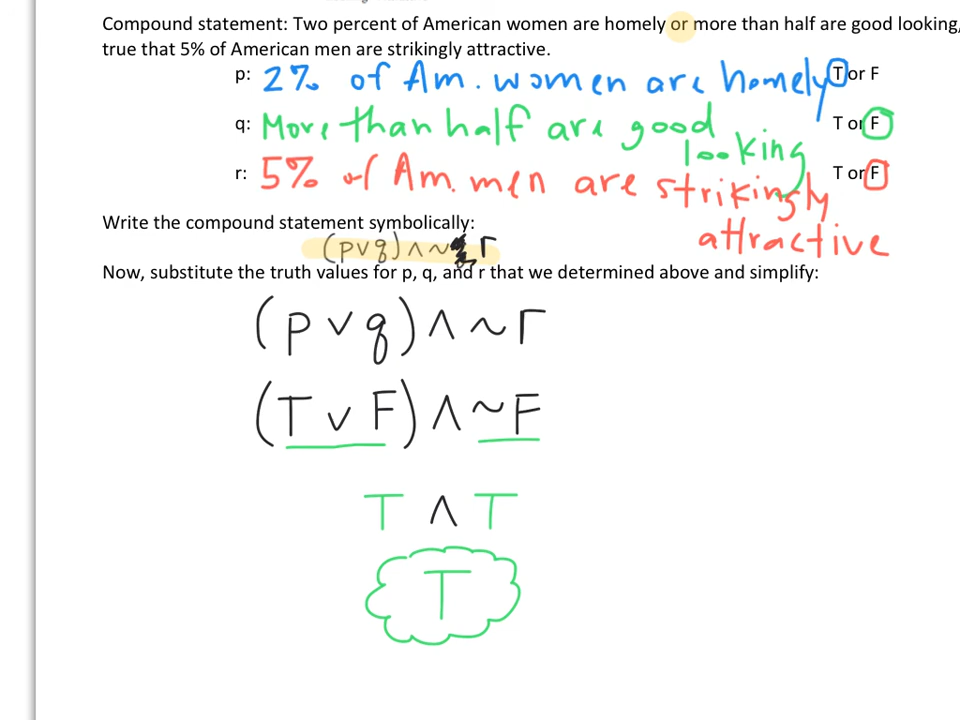 Compound statement: Two percent of American women are homely or more than half are good looking,
true that 5% of American men are strikingly attractive.
p: 2% of Am. women are homely T or F
q: More than half are good looking T or F
r: 5% of Am. men are strikingly attractive T or F
Write the compound statement symbolically:
(p ∨ q) ∧ ~ r
Now, substitute the truth values for p, q, and r that we determined above and simplify:
(p ∨ q) ∧ ~ r
(T ∨ F) ∧ ~ F
T ∧ T
T